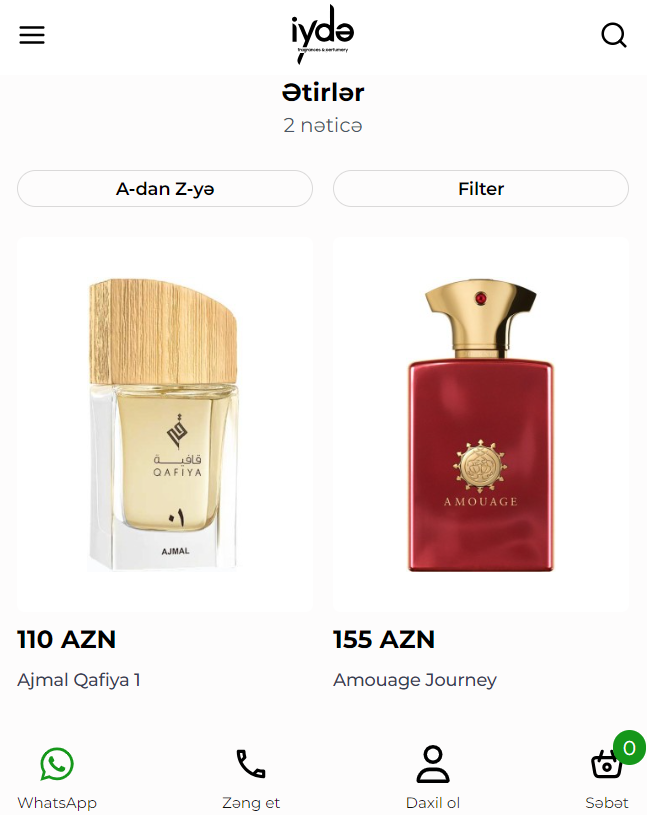 iydə
fragrances & perfumery
Ətirlər
2 nəticə
A-dan Z-yə
Filter
قافية
QAFIYA
٠١
AJMAL
AMOUAGE
110 AZN
155 AZN
Ajmal Qafiya 1
Amouage Journey
0
WhatsApp
Zəng et
Daxil ol
Səbət